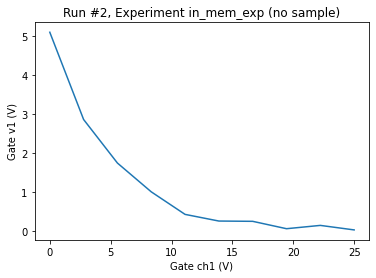 Run #2, Experiment in_mem_exp (no sample)
5
4
3
2
1
0
Gate v1 (V)
0 5 10 15 20 25
Gate ch1 (V)